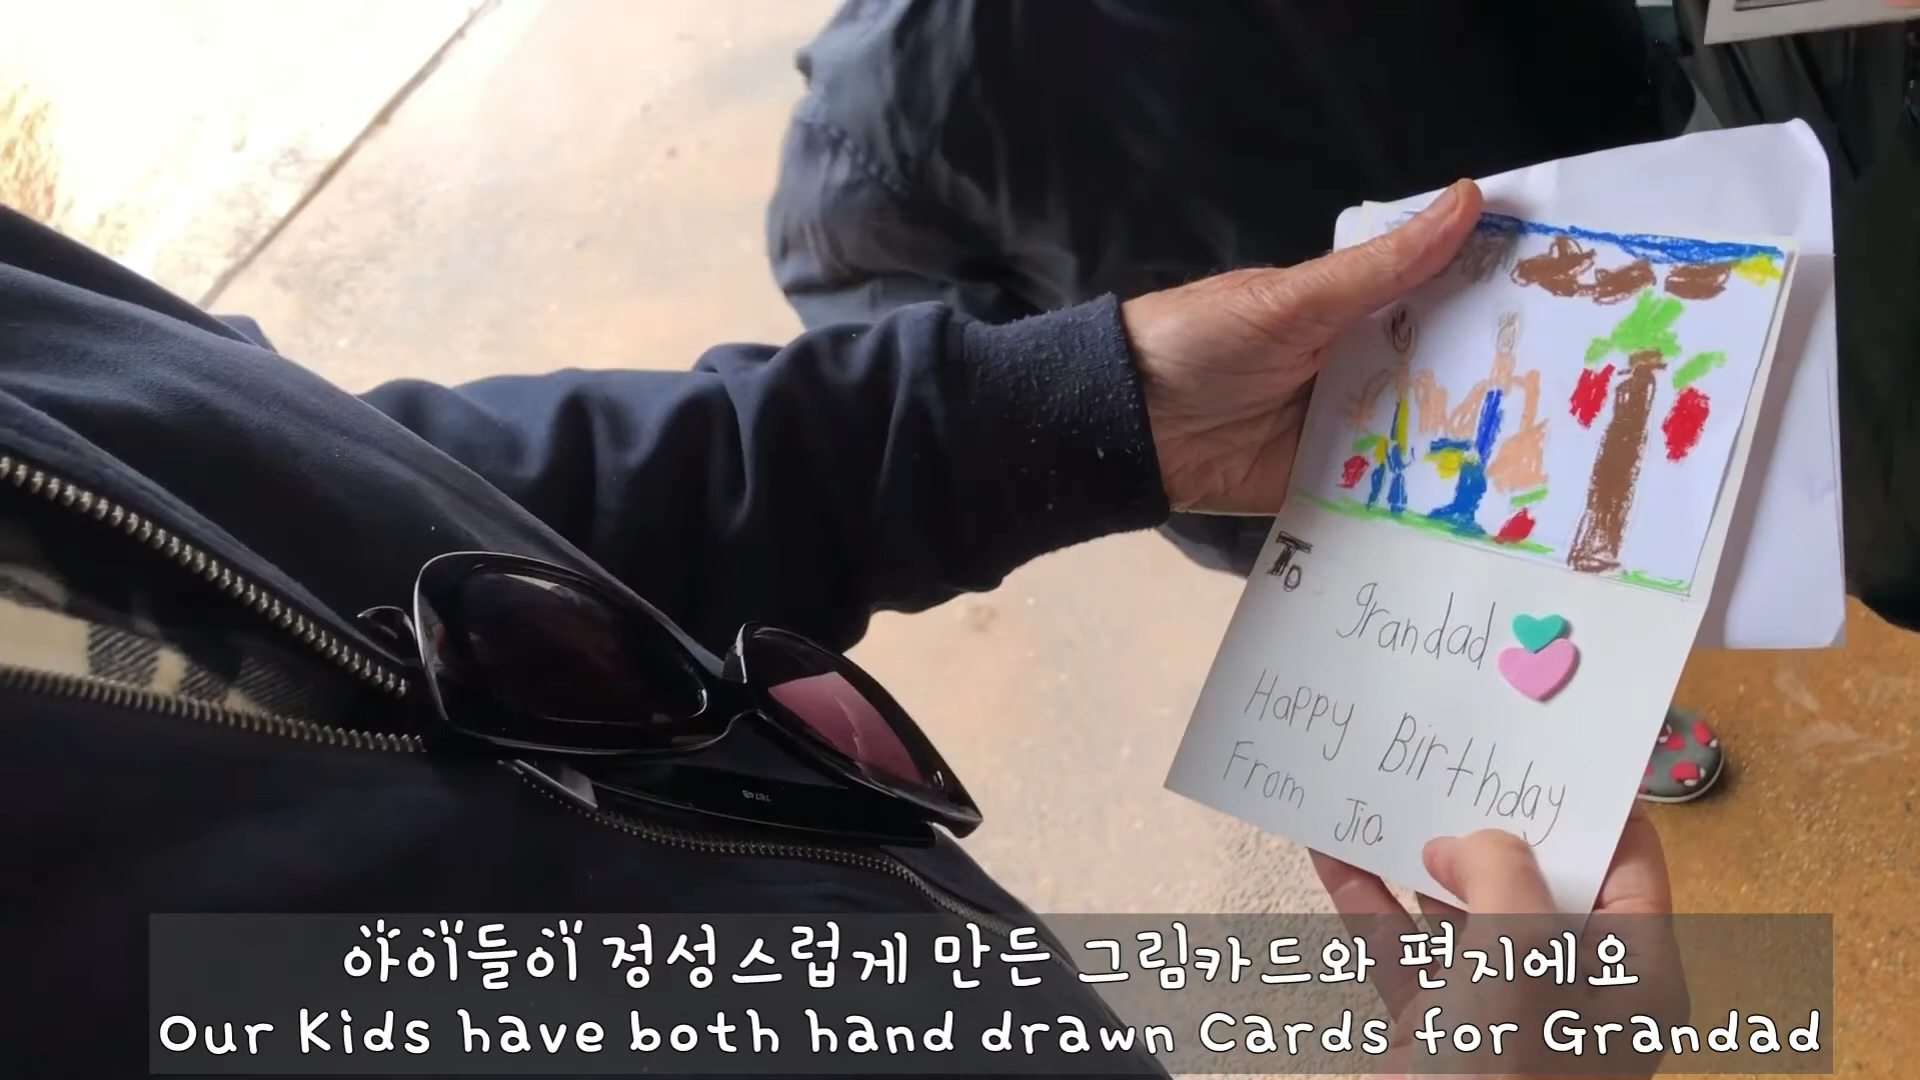 To
grandad
Happy Birthday
From Jio.
아이들이 정성스럽게 만든 그림카드와 편지에요
Our Kids have both hand drawn Cards for Grandad